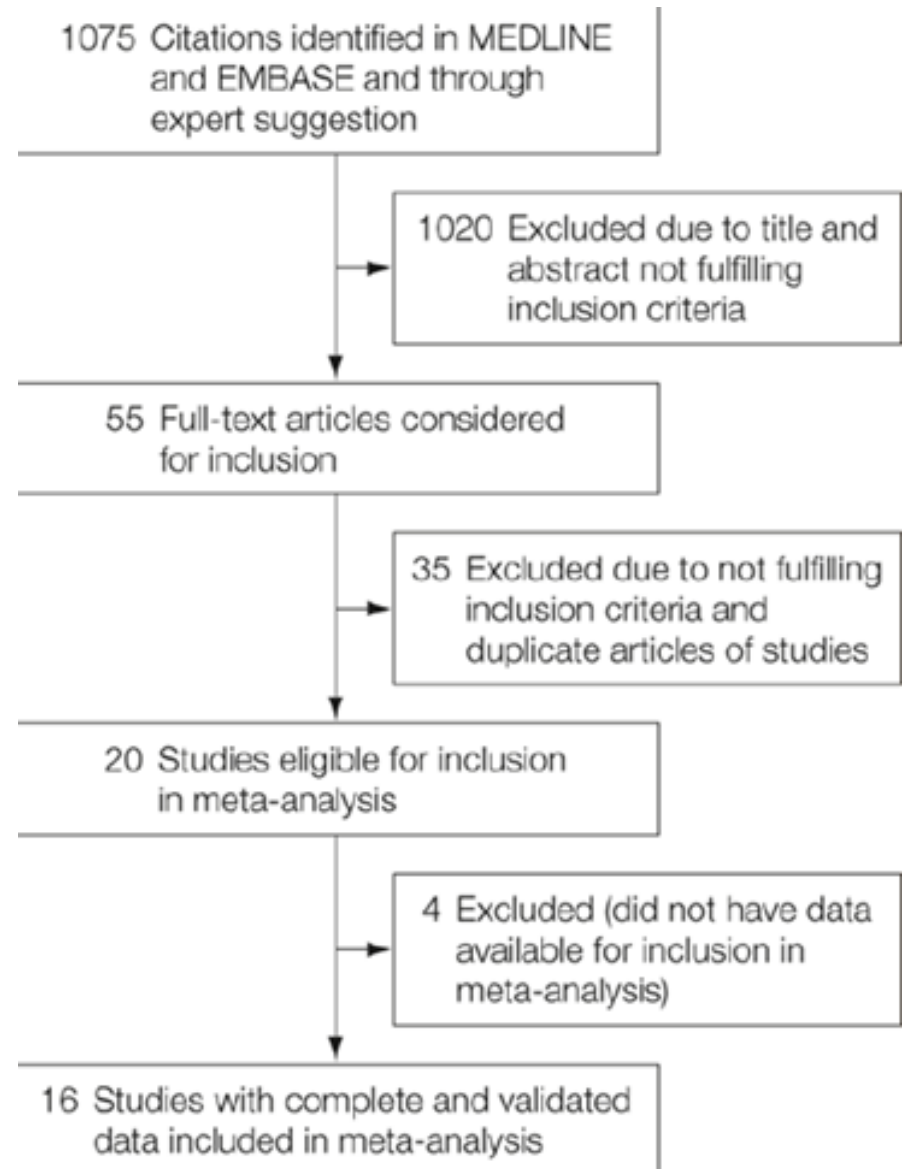 1075 Citations identified in MEDLINE
and EMBASE and through
expert suggestion
1020 Excluded due to title and
abstract not fulfilling
inclusion criteria
55 Full-text articles considered
for inclusion
35 Excluded due to not fulfilling
inclusion criteria and
duplicate articles of studies
20 Studies eligible for inclusion
in meta-analysis
4 Excluded (did not have data
available for inclusion in
meta-analysis)
16 Studies with complete and validated
data included in meta-analysis